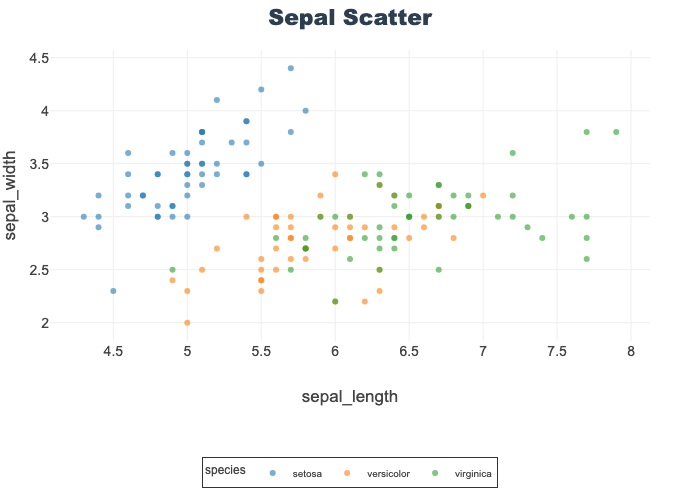 Sepal Scatter
4.5
4
3.5
3
2.5
2
sepal_width
4.5 5 5.5 6 6.5 7 7.5 8
sepal_length
species setosa versicolor virginica